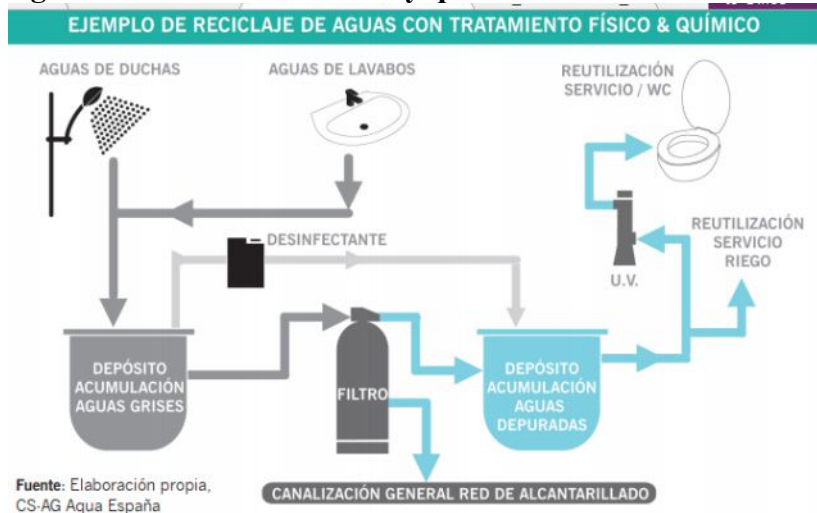 EJEMPLO DE RECICLAJE DE AGUAS CON TRATAMIENTO FÍSICO & QUÍMICO
AGUAS DE DUCHAS
AGUAS DE LAVABOS
REUTILIZACIÓN
SERVICIO / WC
DESINFECTANTE
REUTILIZACIÓN
SERVICIO
RIEGO
U.V.
DEPÓSITO
ACUMULACIÓN
AGUAS GRISES
FILTRO
DEPÓSITO
ACUMULACIÓN
AGUAS
DEPURADAS
Fuente: Elaboración propia,
CS-AG Aqua España
CANALIZACIÓN GENERAL RED DE ALCANTARILLADO